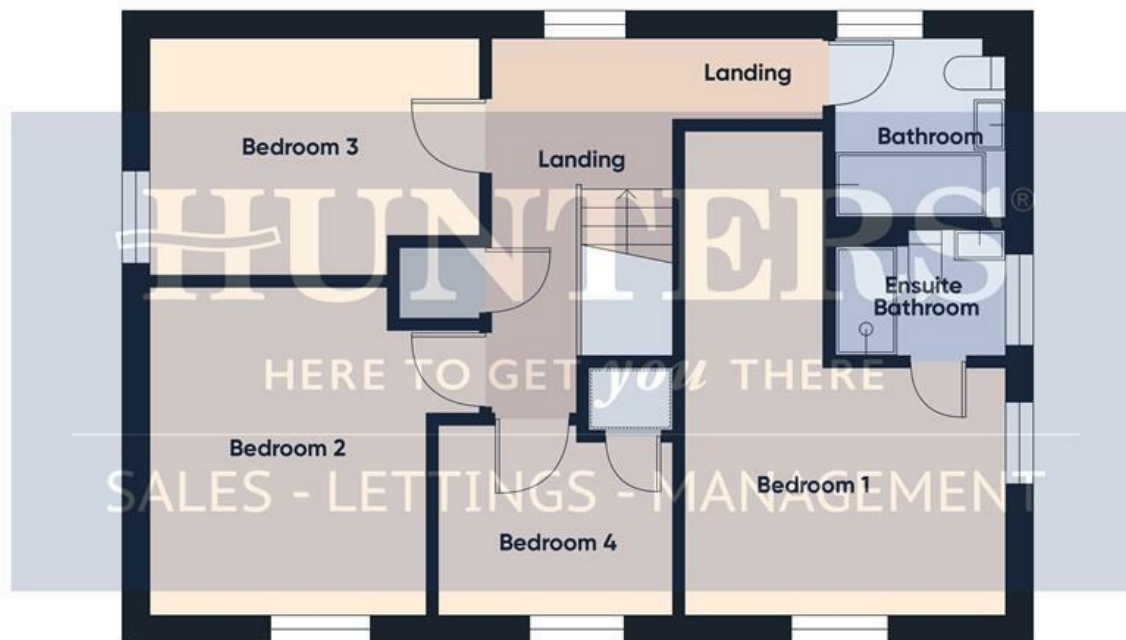 Landing
Bathroom
Bedroom 3
Landing
HUNTERS®
Ensuite
Bathroom
HERE TO GET you THERE
Bedroom 2
Bedroom 1
SALES - LETTINGS - MANAGEMENT
Bedroom 4